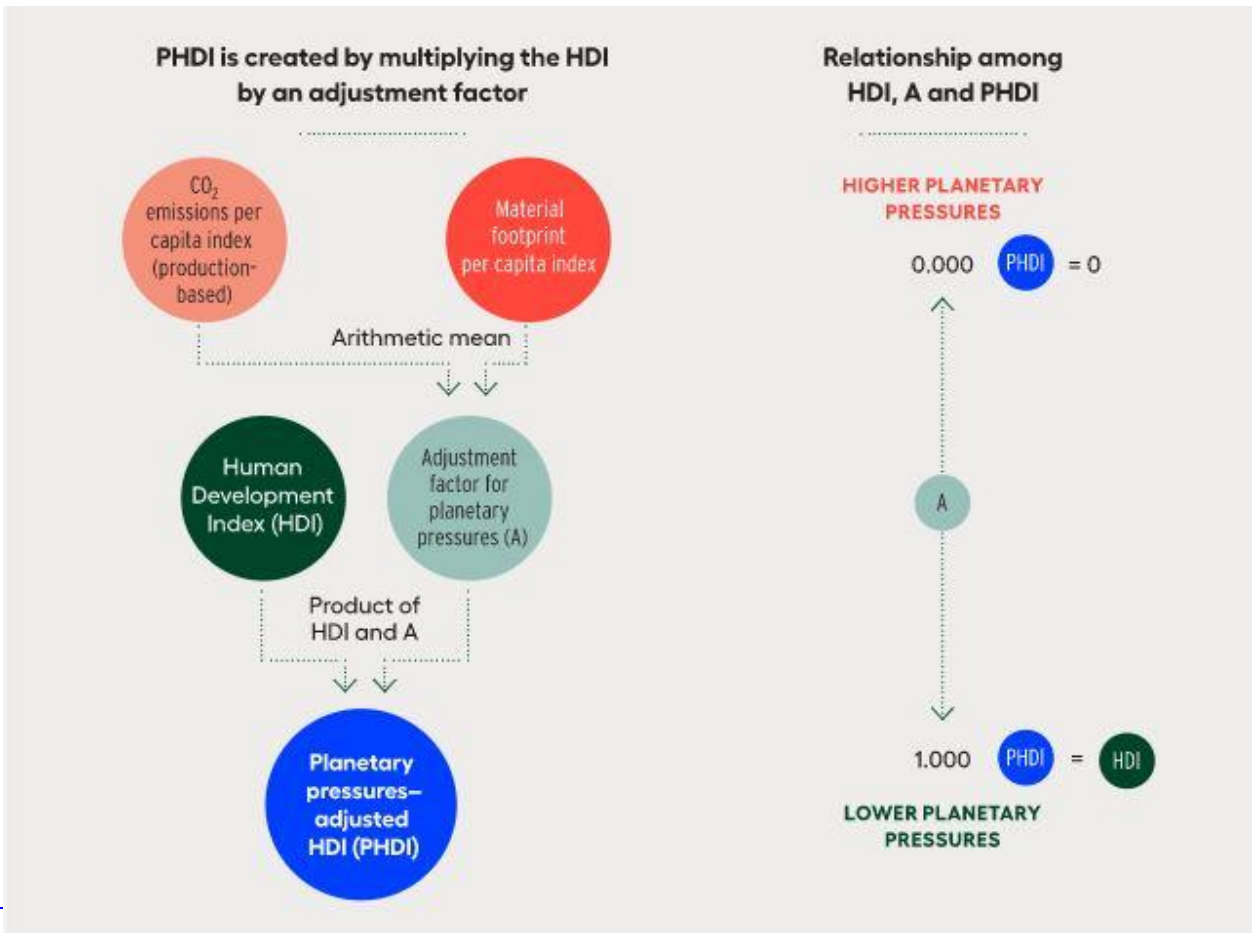 PHDI is created by multiplying the HDI
by an adjustment factor
CO₂
emissions per
capita index
(production-
based)
Material
footprint
per capita index
Arithmetic mean
Human
Development
Index (HDI)
Adjustment
factor for
planetary
pressures (A)
Product of
HDI and A
Planetary
pressures–
adjusted
HDI (PHDI)
Relationship among
HDI, A and PHDI
HIGHER PLANETARY
PRESSURES
0.000 PHDI = 0
A
1.000 PHDI = HDI
LOWER PLANETARY
PRESSURES